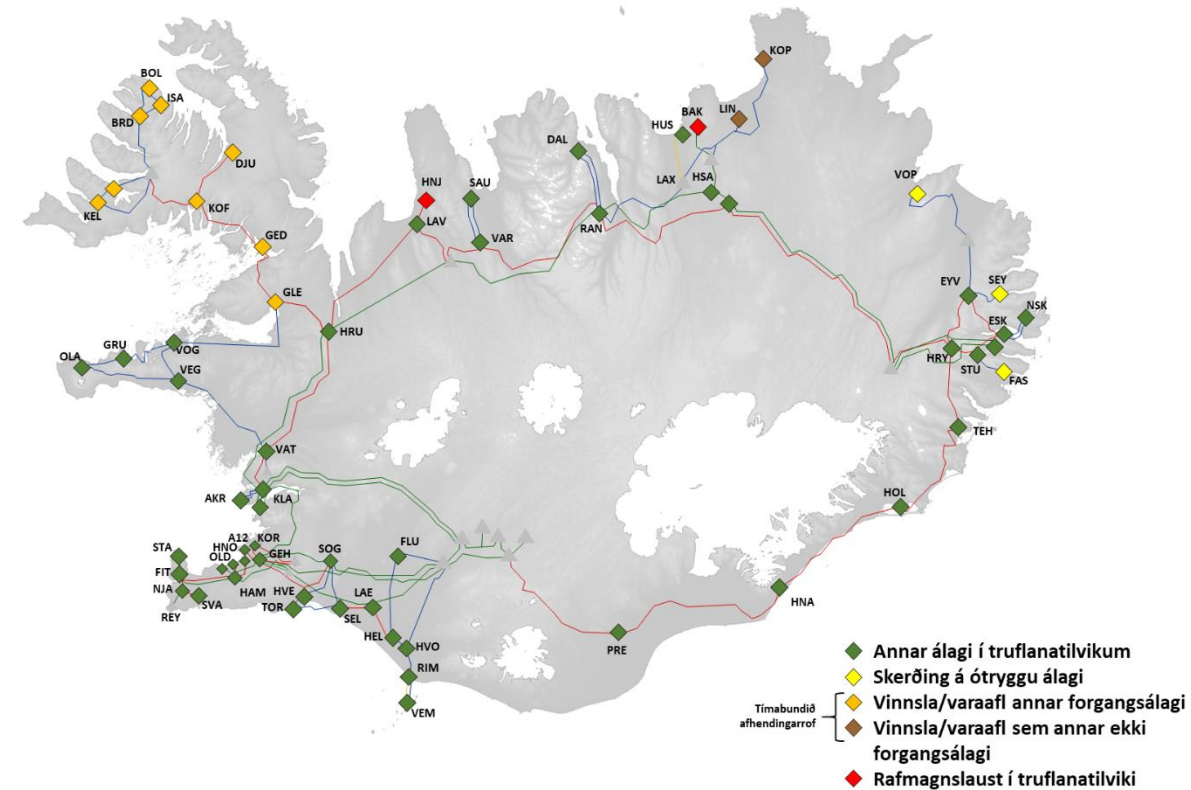 KOP
BOL
ISA
BRD
BAK
LIN
HUS
DAL
DJU
LAX
HSA
VOP
HNJ
SAU
KEL
KOF
LAV
RAN
GED
VAR
EYV
SEY
NSK
GLE
ESK
HRU
OLA
GRU
VOG
VEG
HRY
STU
FAS
TEH
VAT
AKR
KLA
HOL
A12
KOR
STA
HNO
OLD
GEH
SOG
FLU
FIT
NJA
SVA
HAM
HVE
LAE
REY
TOR
SEL
HNA
HEL
HVO
PRE
RIM
VEM
Annar álagi í truflanatilvikum
Skerðing á ótryggu álagi
Tímabundið
afhendingarrof
Vinnsla/varaafl annar forgangsálagi
Vinnsla/varaafl sem annar ekki
forgangsálagi
Rafmagnslaust í truflanatilviki